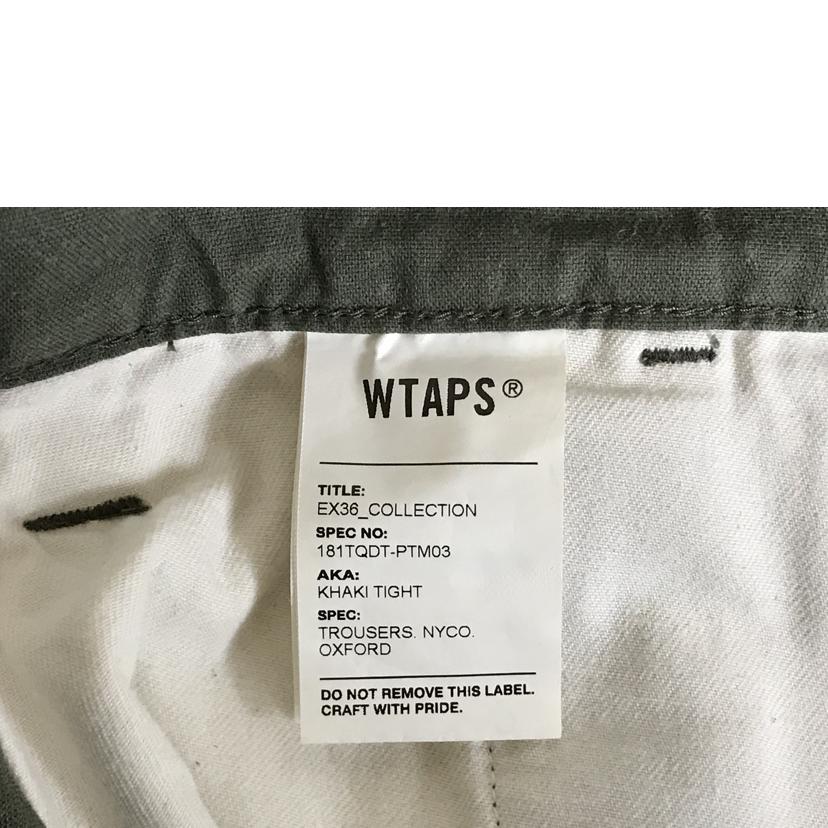 WTAPS®
TITLE:
EX36_COLLECTION
SPEC NO:
181TQDT-PTM03
AKA:
KHAKI TIGHT
SPEC:
TROUSERS. NYCO.
OXFORD
DO NOT REMOVE THIS LABEL.
CRAFT WITH PRIDE.